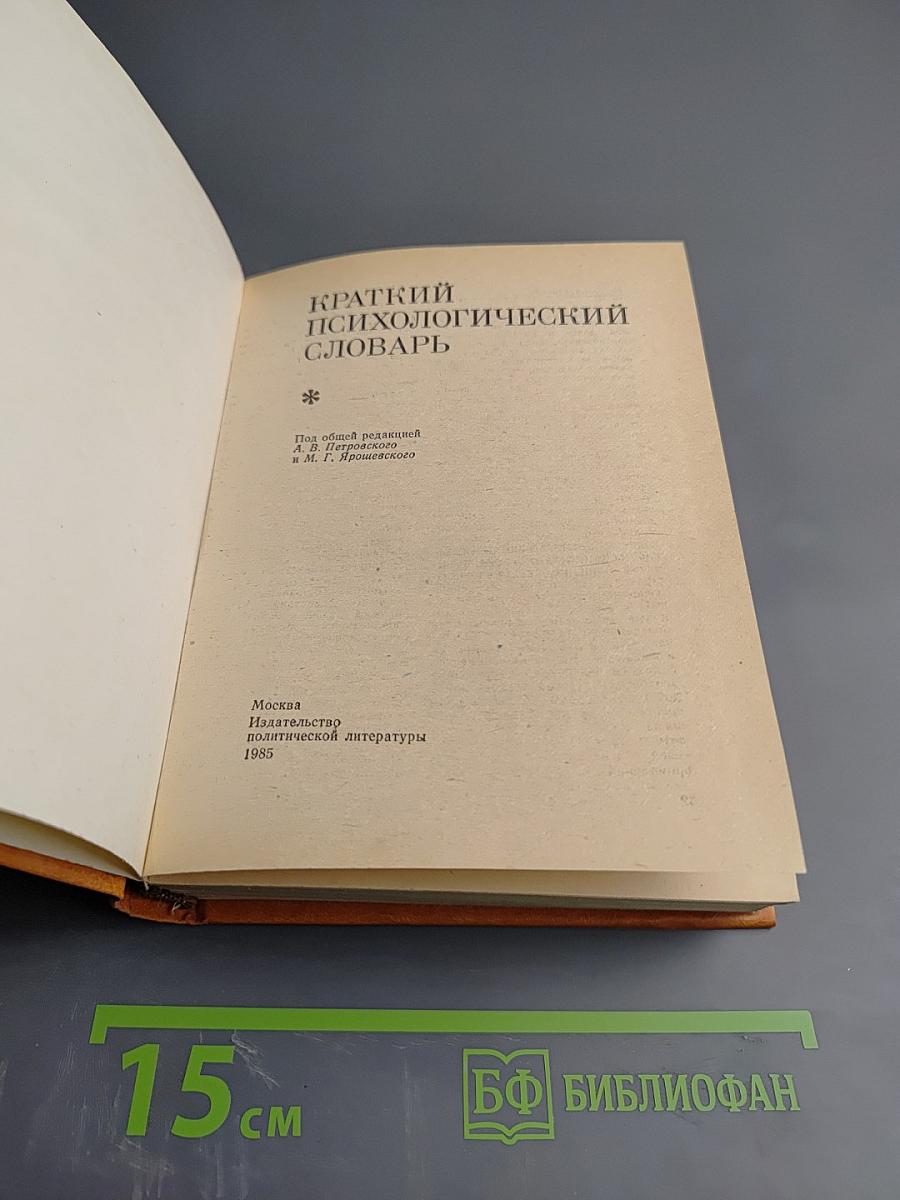 КРАТКИЙ
ПСИХОЛОГИЧЕСКИЙ
СЛОВАРЬ
*
Под общей редакцией
А. В. Петровского
и М. Г. Ярошевского
Москва
Издательство
политической литературы
1985
15 см
БФ БИБЛИОФАН